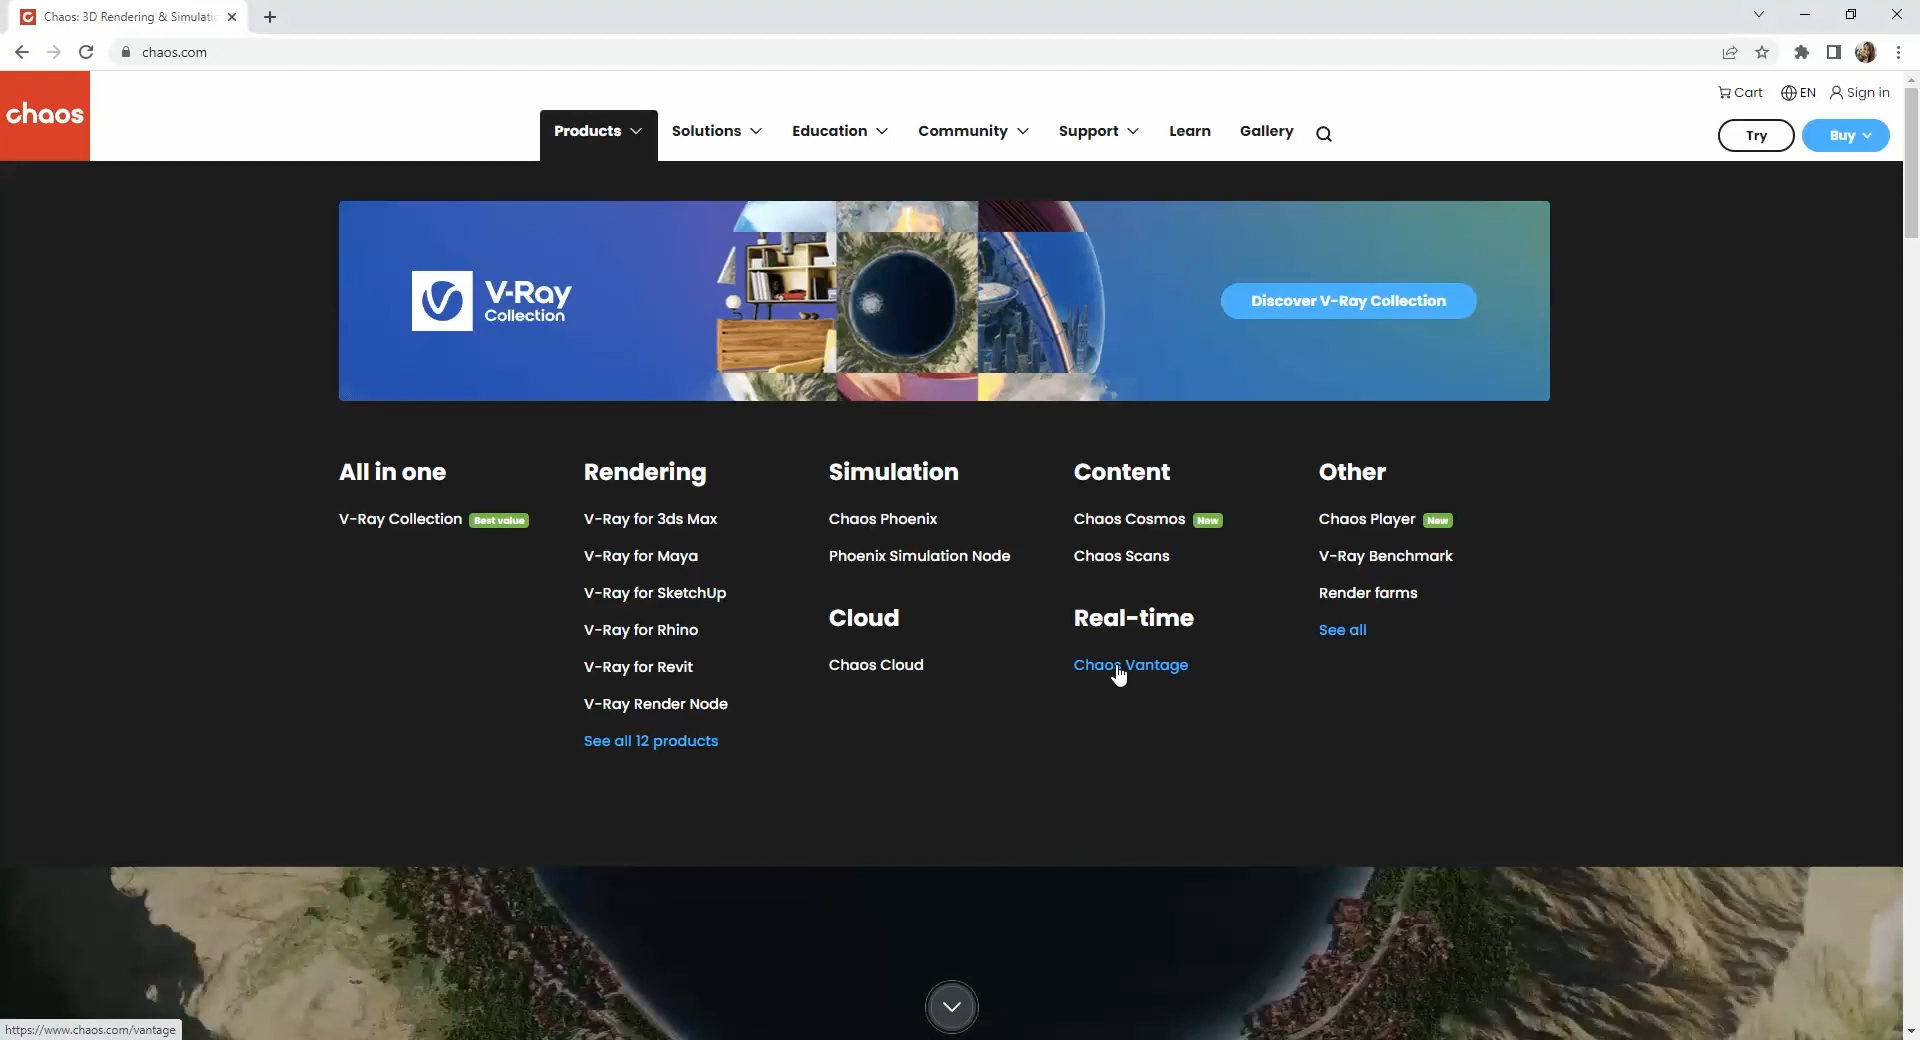 Chaos: 3D Rendering & Simulatio
chaos.com
Cart EN Sign in
chaos
Products Solutions Education Community Support Learn Gallery
Try Buy
V-Ray
Collection
Discover V-Ray Collection
All in one
V-Ray Collection Best value
Rendering
V-Ray for 3ds Max
V-Ray for Maya
V-Ray for SketchUp
V-Ray for Rhino
V-Ray for Revit
V-Ray Render Node
See all 12 products
Simulation
Chaos Phoenix
Phoenix Simulation Node
Cloud
Chaos Cloud
Content
Chaos Cosmos New
Chaos Scans
Real-time
Chaos Vantage
Other
Chaos Player New
V-Ray Benchmark
Render farms
See all
https://www.chaos.com/vantage